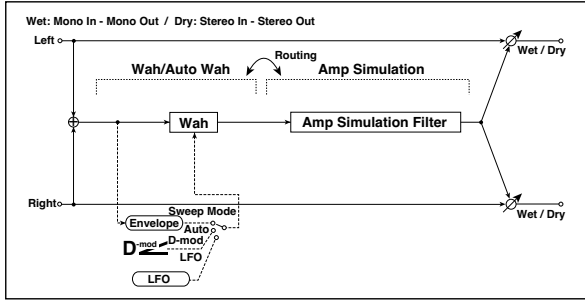 Wet: Mono In - Mono Out / Dry: Stereo In - Stereo Out
Left
Wet / Dry
Routing
Wah/Auto Wah
Amp Simulation
Wah
Amp Simulation Filter
Right
Wet / Dry
Sweep Mode
Envelope
Auto
D-mod
D-mod
LFO
LFO